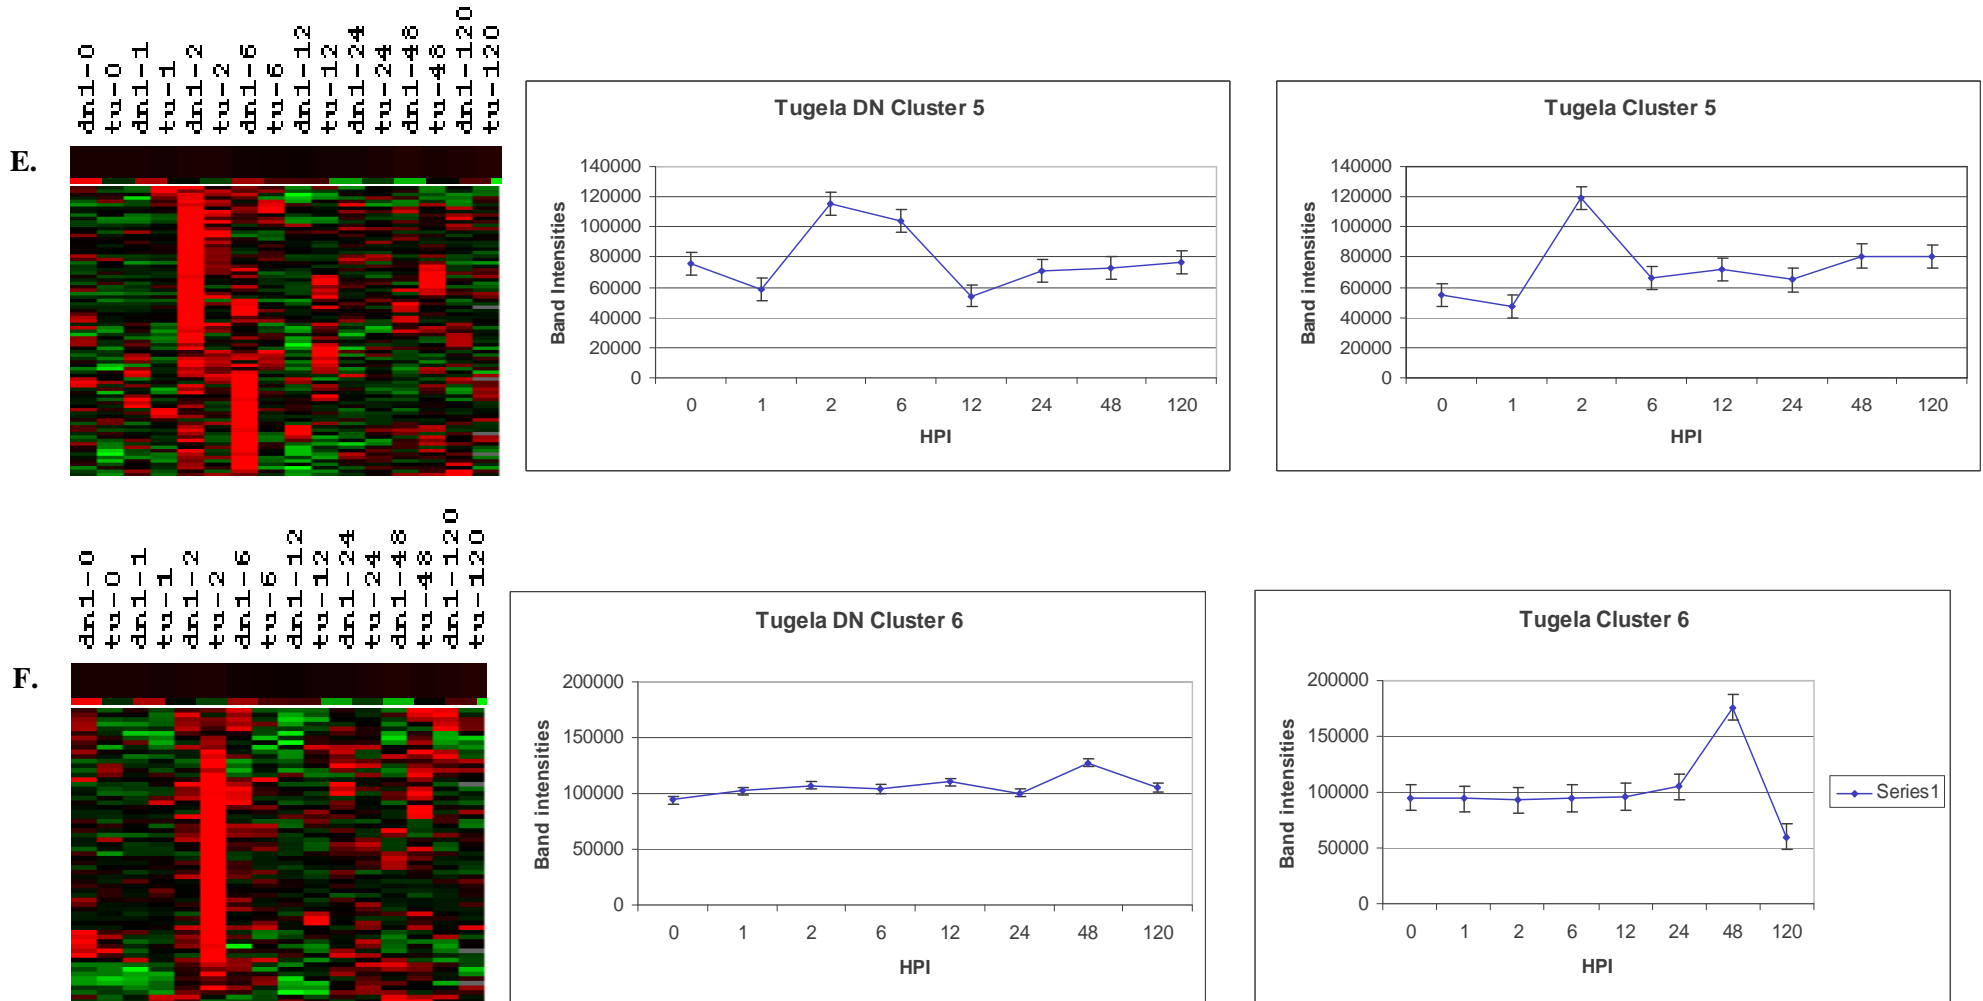 dn1-0
tu-0
dn1-1
tu-1
dn1-2
tu-2
dn1-6
tu-6
dn1-12
tu-12
dn1-24
tu-24
dn1-48
tu-48
dn1-120
tu-120
E.
Tugela DN Cluster 5
Band Intensities
140000
120000
100000
80000
60000
40000
20000
0
0 1 2 6 12 24 48 120
HPI
Tugela Cluster 5
Band intensities
140000
120000
100000
80000
60000
40000
20000
0
0 1 2 6 12 24 48 120
HPI
dn1-0
tu-0
dn1-1
tu-1
dn1-2
tu-2
dn1-6
tu-6
dn1-12
tu-12
dn1-24
tu-24
dn1-48
tu-48
dn1-120
tu-120
F.
Tugela DN Cluster 6
Band intensities
200000
150000
100000
50000
0
0 1 2 6 12 24 48 120
HPI
Tugela Cluster 6
Band intensities
200000
150000
100000
50000
0
0 1 2 6 12 24 48 120
HPI
Series1